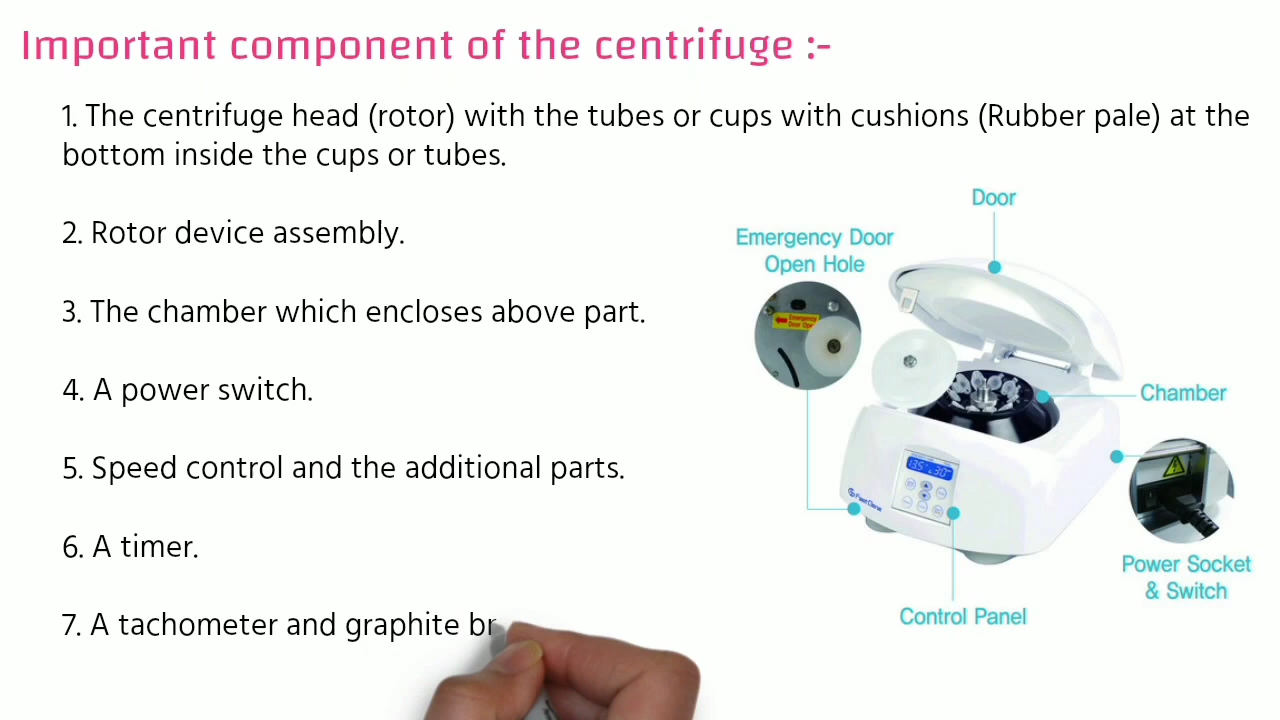 Important component of the centrifuge :-
1. The centrifuge head (rotor) with the tubes or cups with cushions (Rubber pale) at the
bottom inside the cups or tubes.
2. Rotor device assembly.
3. The chamber which encloses above part.
4. A power switch.
5. Speed control and the additional parts.
6. A timer.
7. A tachometer and graphite br
Door
Emergency Door
Open Hole
Emergency
Chamber
Power Socket
& Switch
Control Panel